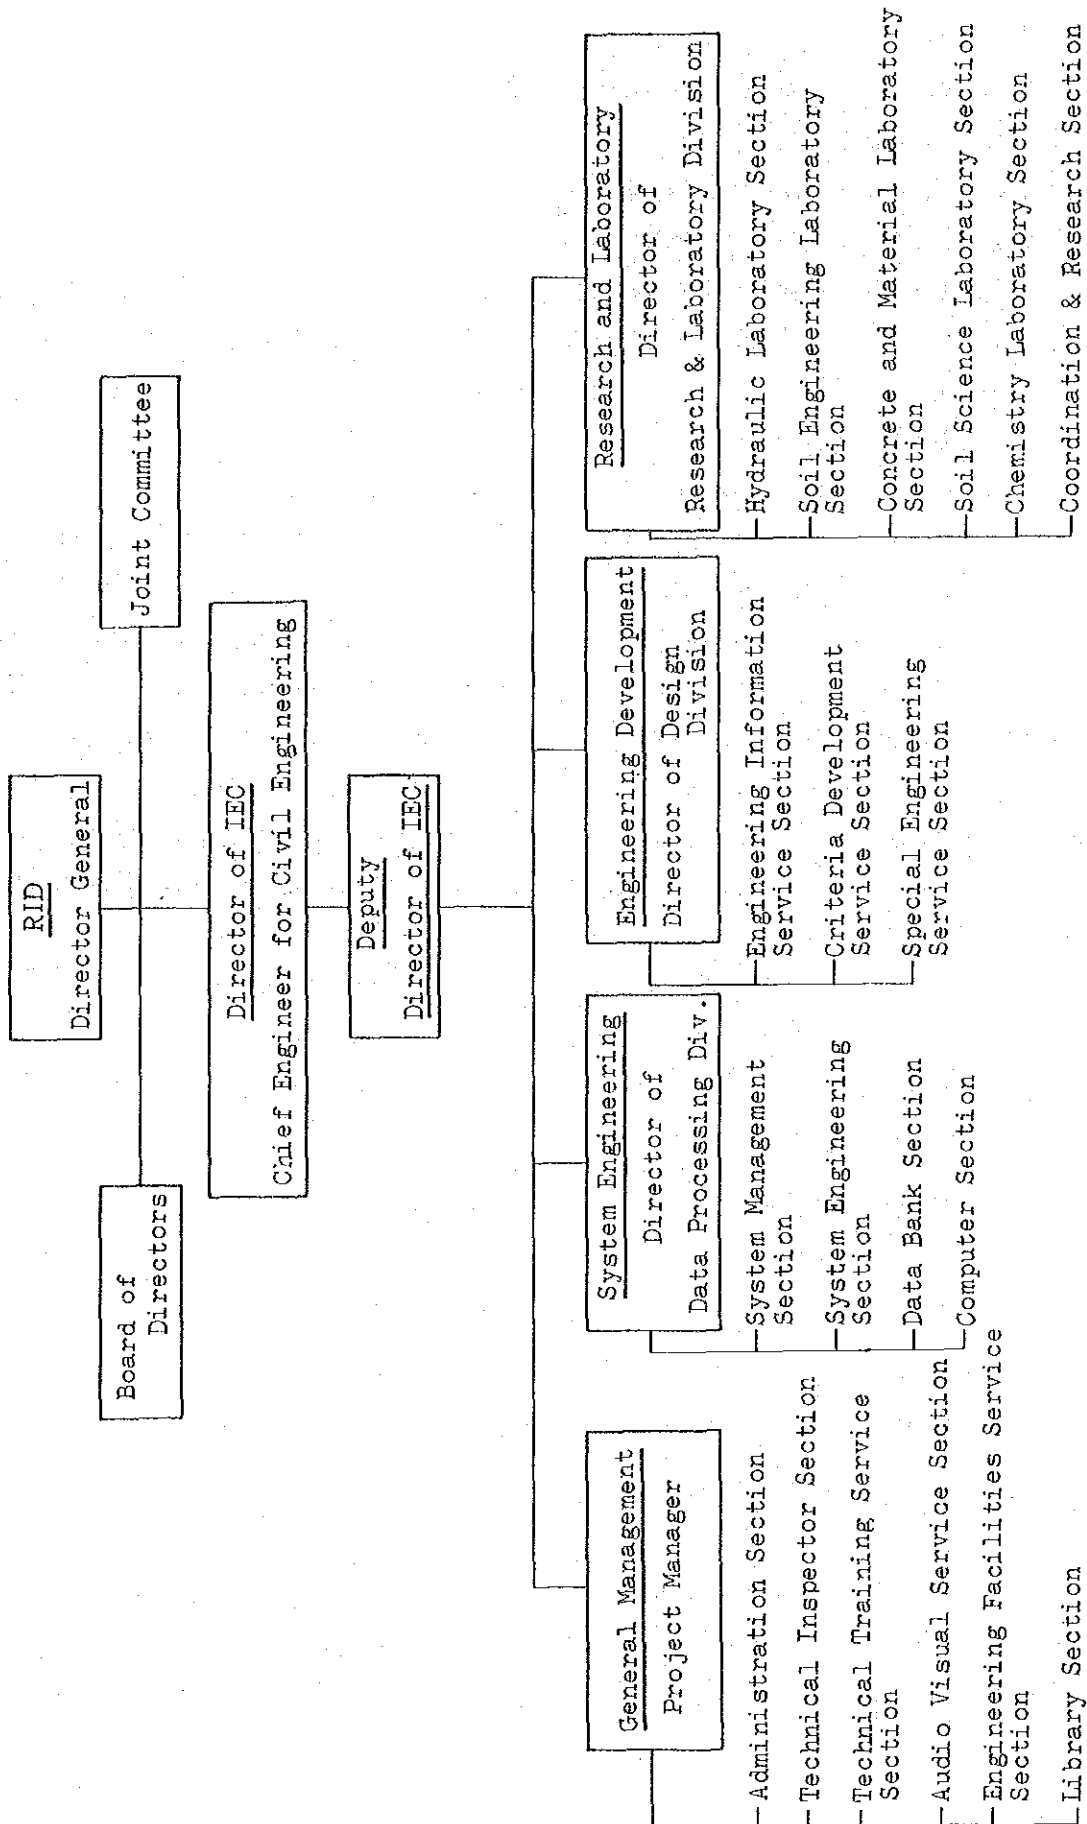 RID
Director General
Board of
Directors
Joint Committee
Director of IEC
Chief Engineer for Civil Engineering
Deputy
Director of IEC
General Management
Project Manager
Administration Section
Technical Inspector Section
Technical Training Service
Section
Audio Visual Service Section
Engineering Facilities Service
Section
Library Section
System Engineering
Director of
Data Processing Div.
System Management
Section
System Engineering
Section
Data Bank Section
Computer Section
Engineering Development
Director of Design
Division
Engineering Information
Service Section
Criteria Development
Service Section
Special Engineering
Service Section
Research and Laboratory
Director of
Research & Laboratory Division
Hydraulic Laboratory Section
Soil Engineering Laboratory
Section
Concrete and Material Laboratory
Section
Soil Science Laboratory Section
Chemistry Laboratory Section
Coordination & Research Section